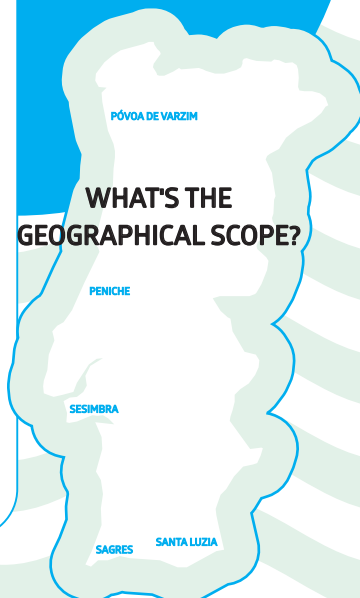 PÓVOA DE VARZIM
WHAT'S THE
GEOGRAPHICAL SCOPE?
PENICHE
SESIMBRA
SANTA LUZIA
SAGRES